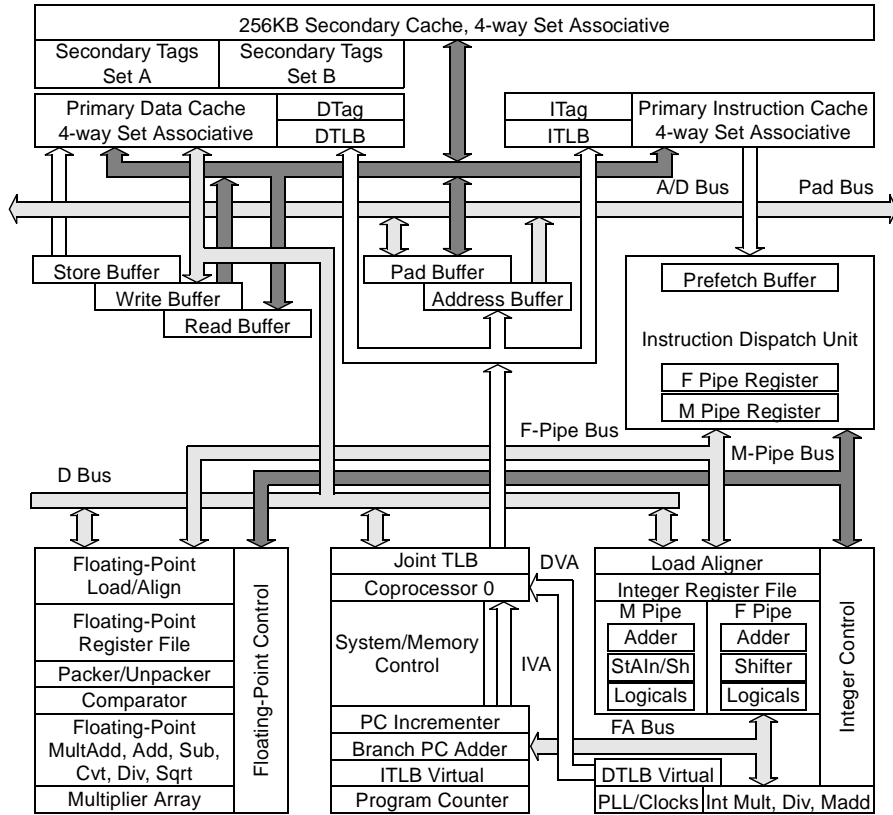 256KB Secondary Cache, 4-way Set Associative
Secondary Tags
Set A
Secondary Tags
Set B
Primary Data Cache
4-way Set Associative
DTag
DTLB
ITag
ITLB
Primary Instruction Cache
4-way Set Associative
A/D Bus
Pad Bus
Store Buffer
Write Buffer
Read Buffer
Pad Buffer
Address Buffer
Prefetch Buffer
Instruction Dispatch Unit
F Pipe Register
M Pipe Register
F-Pipe Bus
M-Pipe Bus
D Bus
Floating-Point
Load/Align
Floating-Point
Register File
Packer/Unpacker
Comparator
Floating-Point
MultAdd, Add, Sub,
Cvt, Div, Sqrt
Multiplier Array
Floating-Point Control
Joint TLB
Coprocessor 0
System/Memory
Control
PC Incrementer
Branch PC Adder
ITLB Virtual
Program Counter
DVA
IVA
Load Aligner
Integer Register File
M Pipe
Adder
StAln/Sh
Logicals
F Pipe
Adder
Shifter
Logicals
Integer Control
FA Bus
DTLB Virtual
PLL/Clocks
Int Mult, Div, Madd